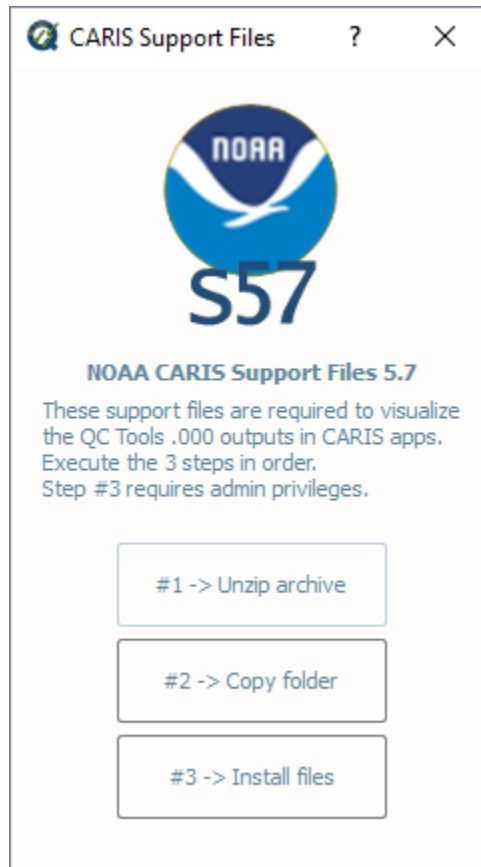 CARIS Support Files
?
NOAA
S57
NOAA CARIS Support Files 5.7
These support files are required to visualize
the QC Tools .000 outputs in CARIS apps.
Execute the 3 steps in order.
Step #3 requires admin privileges.
#1 -> Unzip archive
#2 -> Copy folder
#3 -> Install files